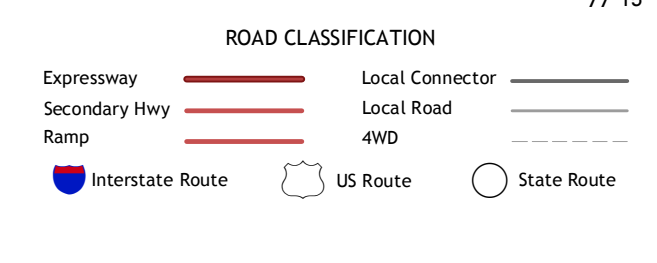 ROAD CLASSIFICATION
Expressway
Local Connector
Secondary Hwy
Local Road
Ramp
4WD
Interstate Route
US Route
State Route